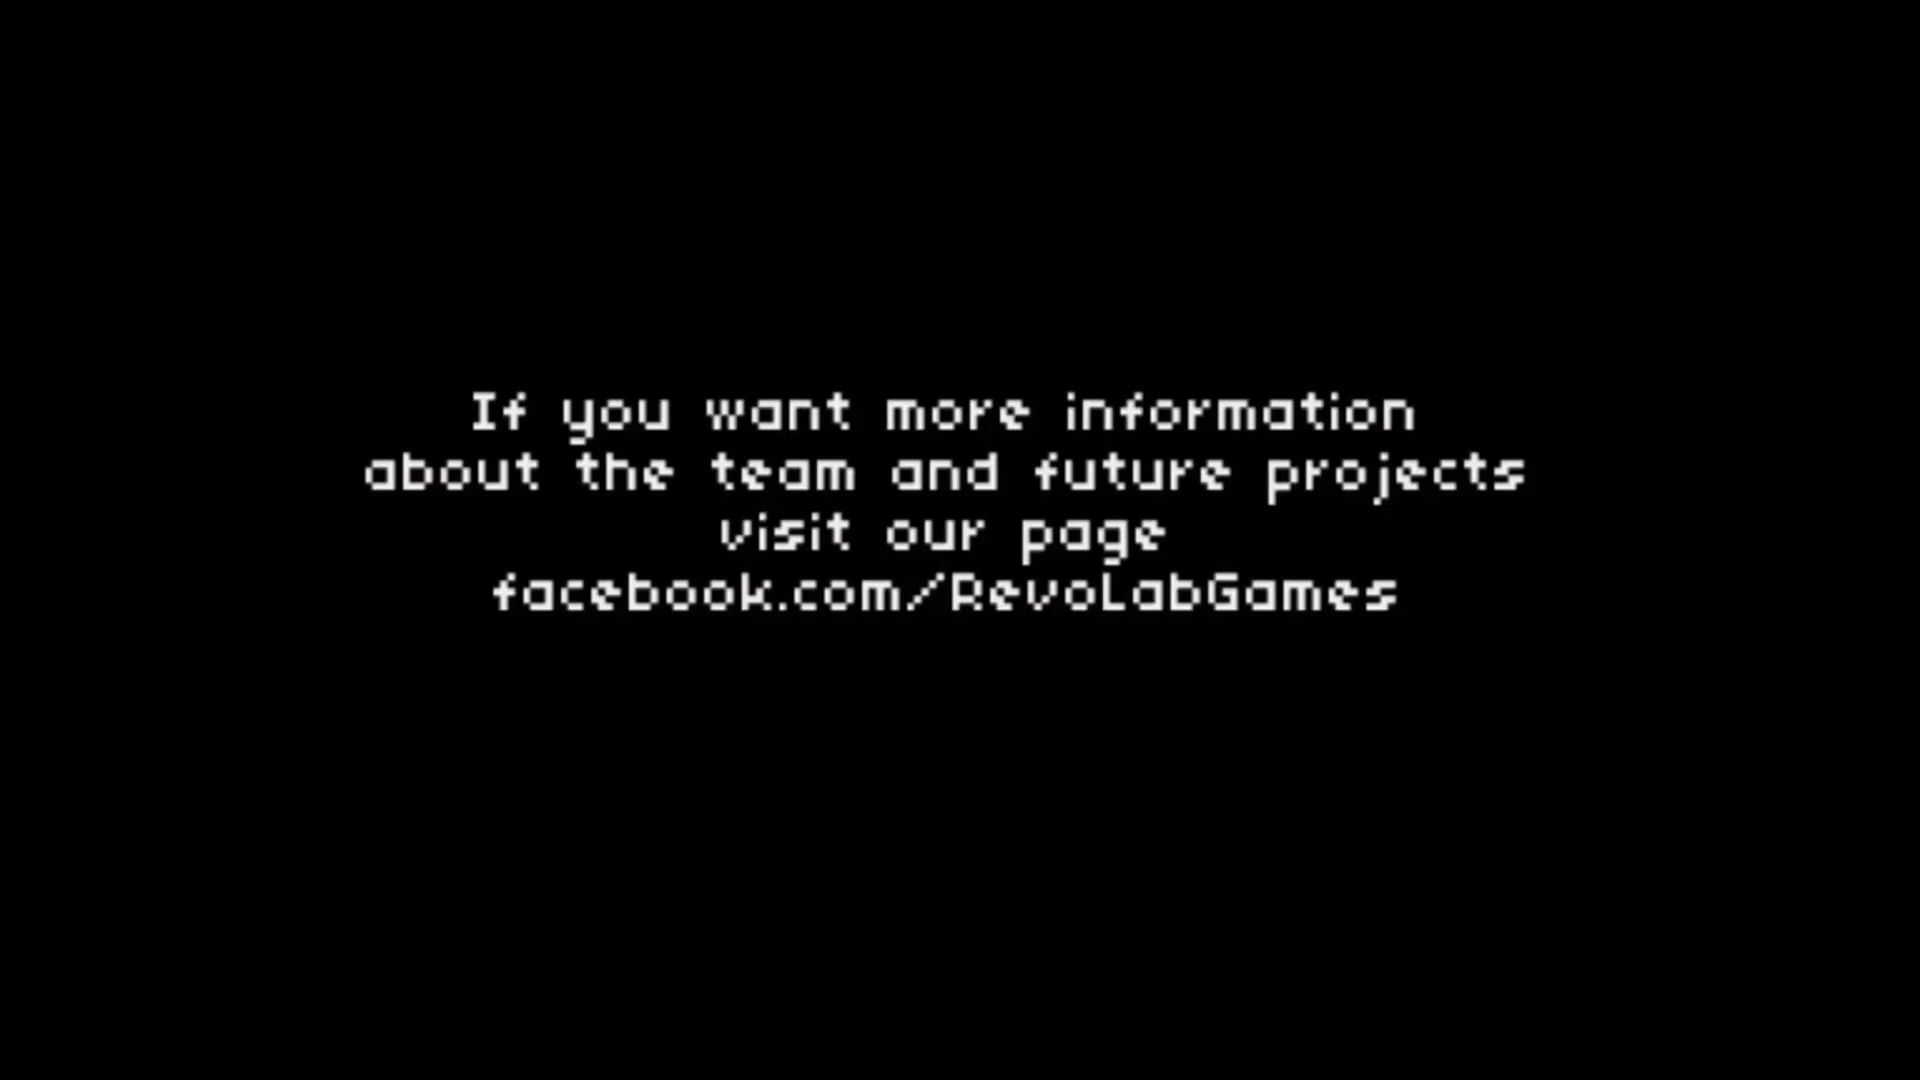 If you want more information
about the team and future projects
visit our page
facebook.com/RevoLabGames